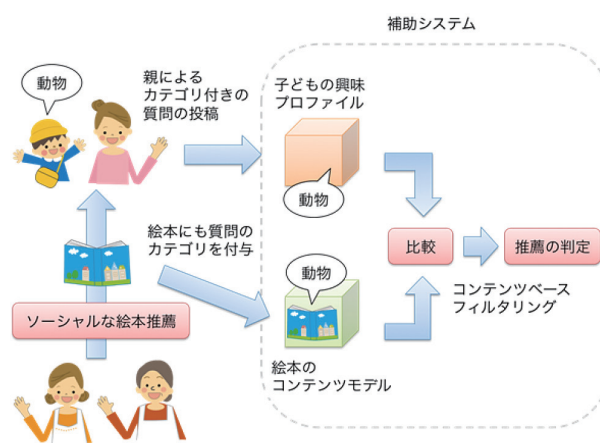 補助システム
動物
親による
カテゴリ付きの
質問の投稿
子どもの興味
プロファイル
動物
絵本にも質問の
カテゴリを付与
比較
推薦の判定
動物
コンテンツベース
フィルタリング
ソーシャルな絵本推薦
絵本の
コンテンツモデル